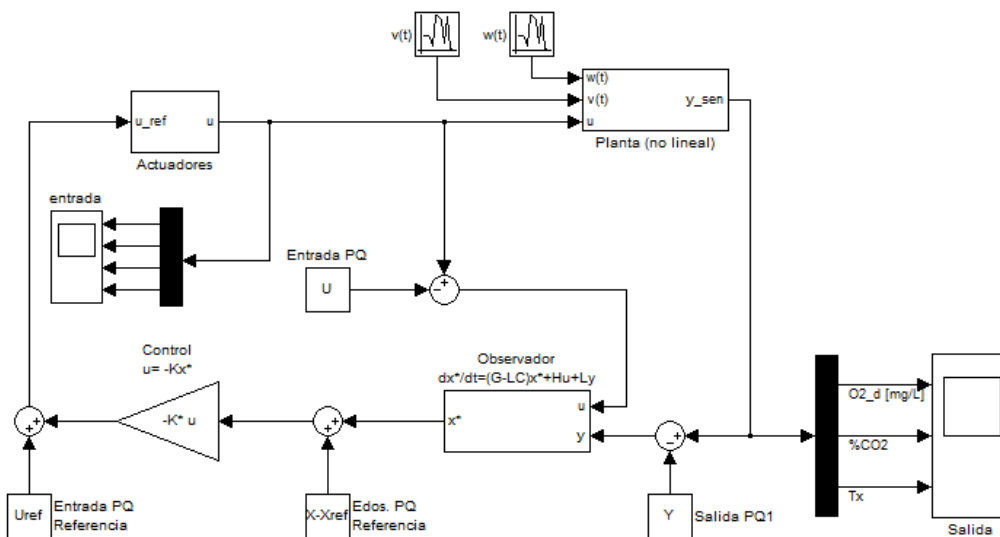 v(t)
w(t)
w(t)
v(t)
u
y_sen
Planta (no lineal)
u_ref
u
Actuadores
entrada
Entrada PQ
U
Control
u= -Kx*
-K* u
Observador
dx*/dt=(G-LC)x*+Hu+Ly
x*
u
y
O2_d [mg/L]
%CO2
Tx
Uref
Entrada PQ
Referencia
X-Xref
Edos. PQ
Referencia
Y
Salida PQ1
Salida